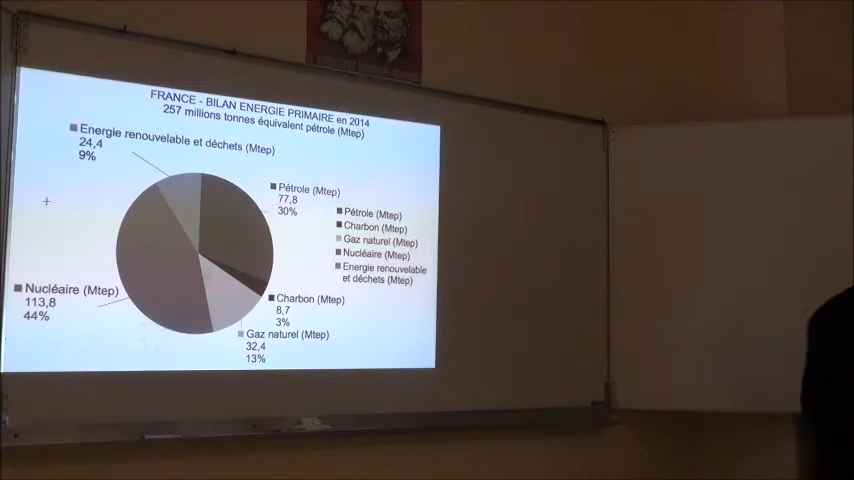 FRANCE - BILAN ENERGIE PRIMAIRE en 2014
257 millions tonnes équivalent pétrole (Mtep)
Energie renouvelable et déchets (Mtep)
24,4
9%
Pétrole (Mtep)
77,8
30%
Pétrole (Mtep)
Charbon (Mtep)
Gaz naturel (Mtep)
Nucléaire (Mtep)
Energie renouvelable
et déchets (Mtep)
Nucléaire (Mtep)
113,8
44%
Charbon (Mtep)
8,7
3%
Gaz naturel (Mtep)
32,4
13%